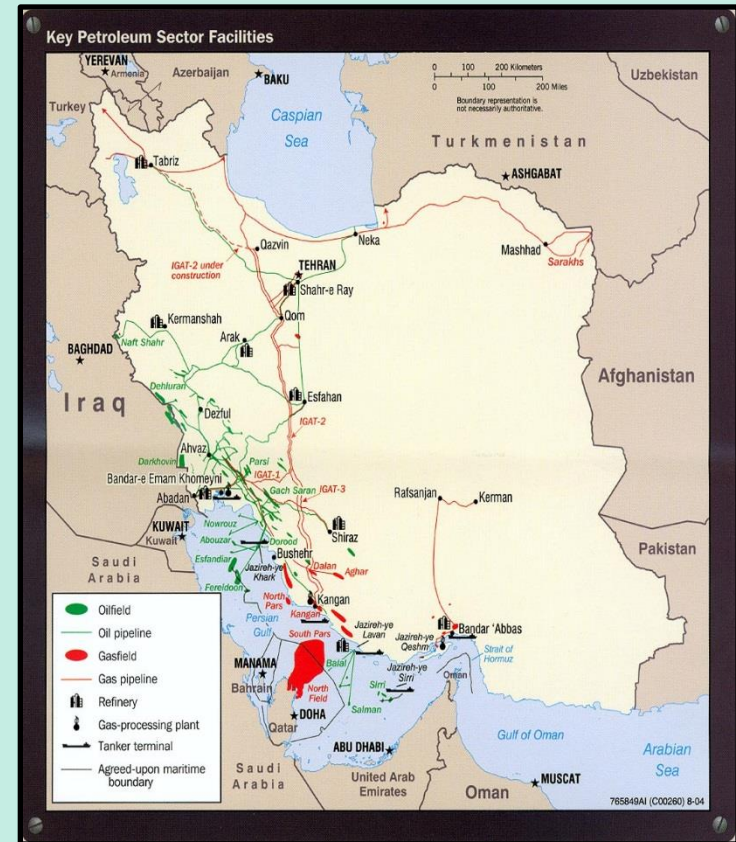 Key Petroleum Sector Facilities
YEREVAN
Armenia
Azerbaijan
BAKU
0 100 200 Kilometers
0 100 200 Miles
Boundary representation is
not necessarily authoritative.
Uzbekistan
Turkey
Caspian
Sea
Turkmenistan
ASHGABAT
Tabriz
Qazvin
Neka
Mashhad
Sarakhs
IGAT-2 under
construction
TEHRAN
Shahr-e Ray
Qom
Kermanshah
Arak
Naft Shahr
BAGHDAD
Iraq
Dehluran
Esfahan
Afghanistan
Dezful
IGAT-2
Ahvaz
Darkhovin
Parsi
IGAT-1
Bandar-e Emam Khomeyni
Gach Saran
IGAT-3
Rafsanjan
Kerman
Abadan
KUWAIT
Kuwait
Nowrouz
Abouzar
Dorood
Shiraz
Pakistan
Saudi
Arabia
Esfandiar
Bushehr
Jazireh-ye
Khark
Dalan
Aghar
Fereidoon
North
Pars
Kangan
Kangan
Persian
Gulf
South Pars
Jazireh-ye
Lavan
Jazireh-ye
Qeshm
Bandar ‘Abbas
Strait of
Hormuz
MANAMA
Bahrain
Balal
Jazireh-ye
Sirri
Sirri
Oman
North
Field
Salman
DOHA
Qatar
Gulf of Oman
Arabian
Sea
ABU DHABI
Saudi
Arabia
United Arab
Emirates
Oman
MUSCAT
Oilfield
Oil pipeline
Gasfield
Gas pipeline
Refinery
Gas-processing plant
Tanker terminal
Agreed-upon maritime
boundary
765849AI (C00260) 8-04